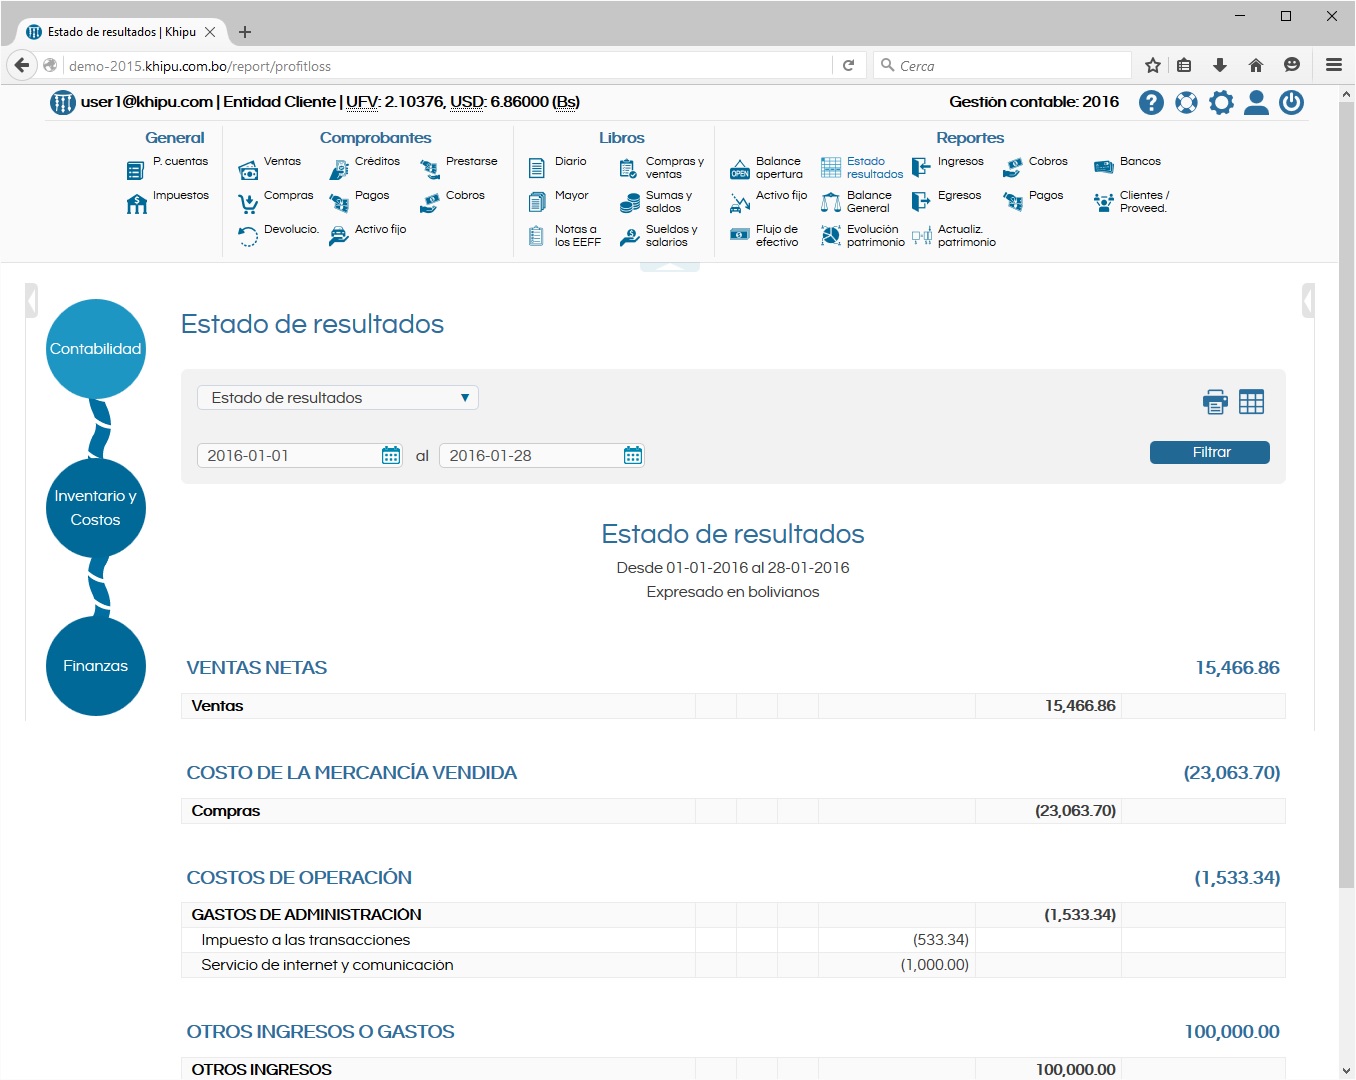 Estado de resultados | Khipu
demo-2015.khipu.com.bo/report/profitloss
Cerca
user1@khipu.com | Entidad Cliente | UFV: 2.10376, USD: 6.86000 (Bs)
Gestión contable: 2016
General
P. cuentas
Impuestos
Comprobantes
Ventas
Créditos
Prestarse
Compras
Pagos
Cobros
Devolucio.
Activo fijo
Libros
Diario
Compras y
ventas
Mayor
Sumas y
saldos
Notas a
los EEFF
Sueldos y
salarios
Reportes
Balance
apertura
OPEN
Estado
resultados
Ingresos
Cobros
Bancos
Activo fijo
Balance
General
Egresos
Pagos
Clientes /
Proveed.
Flujo de
efectivo
Evolución
patrimonio
Actualiz.
patrimonio
Contabilidad
Inventario y
Costos
Finanzas
Estado de resultados
Estado de resultados
2016-01-01 al 2016-01-28
Filtrar
Estado de resultados
Desde 01-01-2016 al 28-01-2016
Expresado en bolivianos
VENTAS NETAS 15,466.86
Ventas 15,466.86
COSTO DE LA MERCANCÍA VENDIDA (23,063.70)
Compras (23,063.70)
COSTOS DE OPERACIÓN (1,533.34)
GASTOS DE ADMINISTRACIÓN (1,533.34)
Impuesto a las transacciones (533.34)
Servicio de internet y comunicación (1,000.00)
OTROS INGRESOS O GASTOS 100,000.00
OTROS INGRESOS 100,000.00